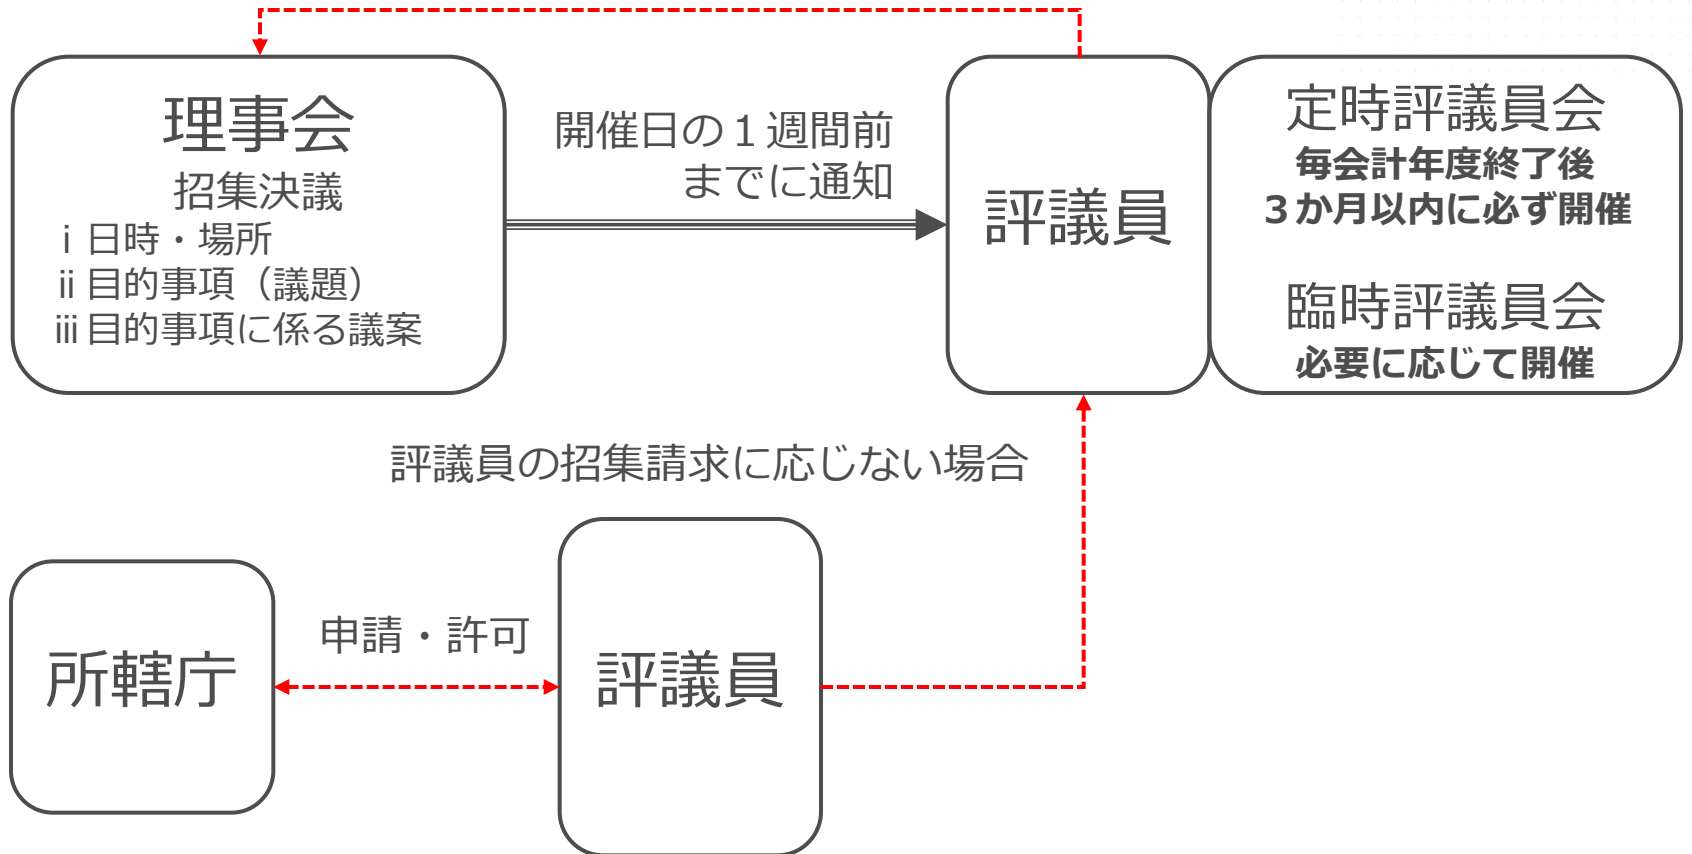 理事会
招集決議
ⅰ 日時・場所
ⅱ 目的事項（議題）
ⅲ 目的事項に係る議案
開催日の１週間前
までに通知
評議員
定時評議員会
毎会計年度終了後
３か月以内に必ず開催
臨時評議員会
必要に応じて開催
評議員の招集請求に応じない場合
所轄庁
申請・許可
評議員